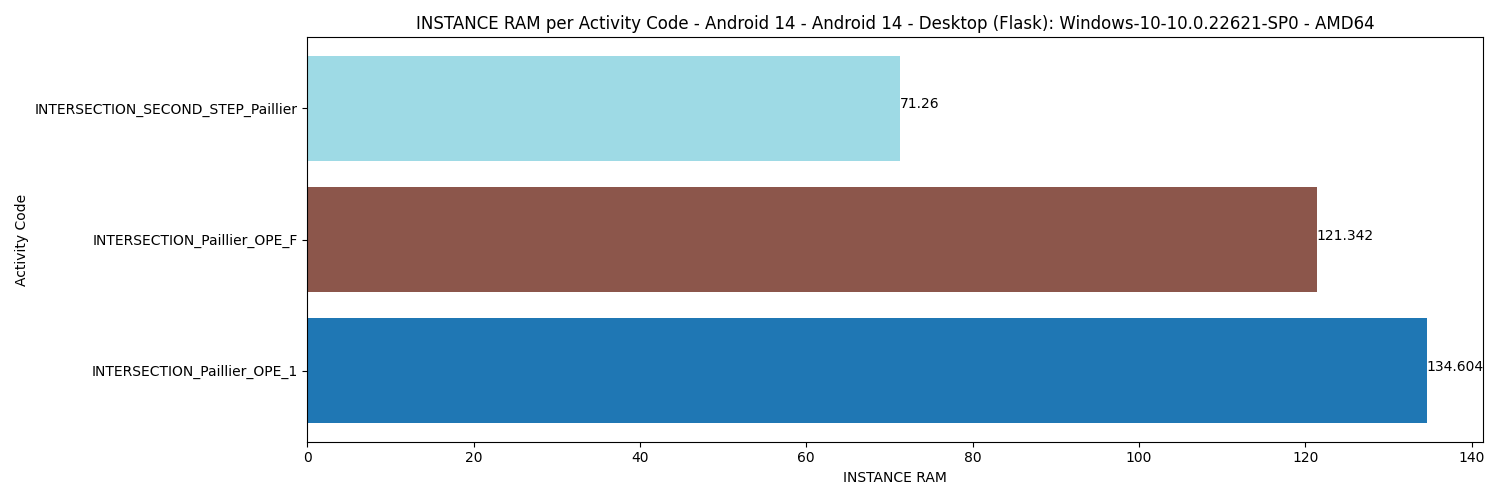 INSTANCE RAM per Activity Code - Android 14 - Android 14 - Desktop (Flask): Windows-10-10.0.22621-SP0 - AMD64
Activity Code
INTERSECTION_SECOND_STEP_Paillier
71.26
INTERSECTION_Paillier_OPE_F
121.342
INTERSECTION_Paillier_OPE_1
134.604
0 20 40 60 80 100 120 140
INSTANCE RAM